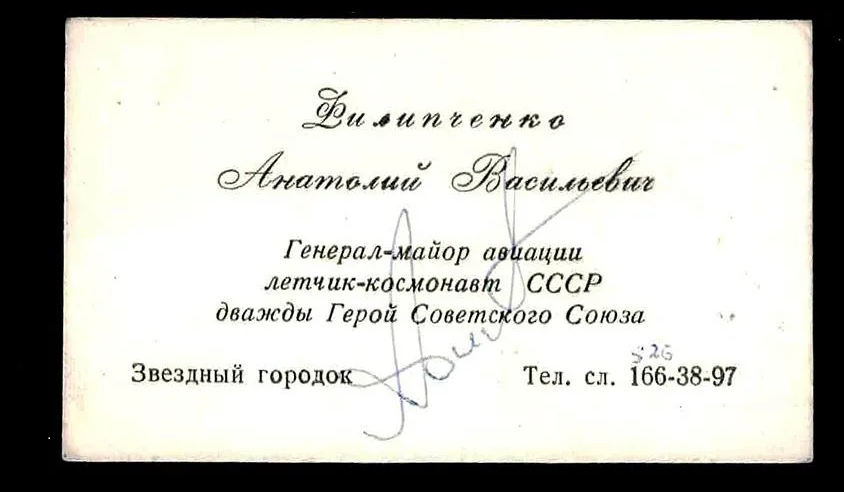 Филипченко
Анатолий Васильевич
Генерал-майор авиации
летчик-космонавт СССР
дважды Герой Советского Союза
526
Звездный городок Тел. сл. 166-38-97